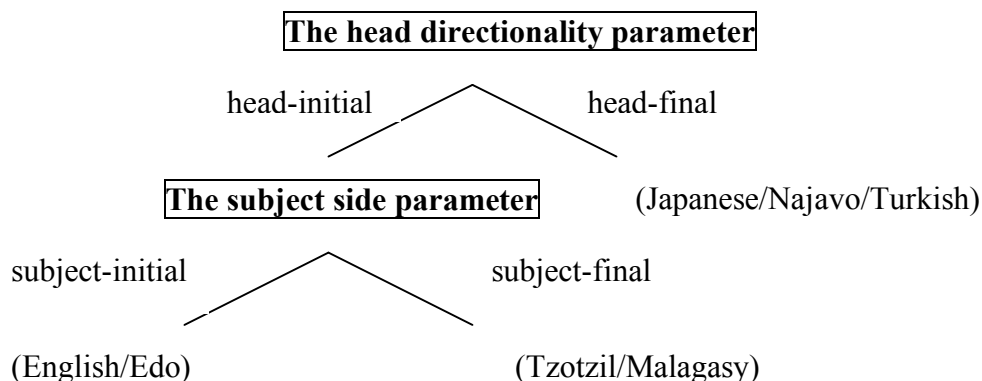 The head directionality parameter
head-initial head-final
The subject side parameter (Japanese/Najavo/Turkish)
subject-initial subject-final
(English/Edo) (Tzotzil/Malagasy)